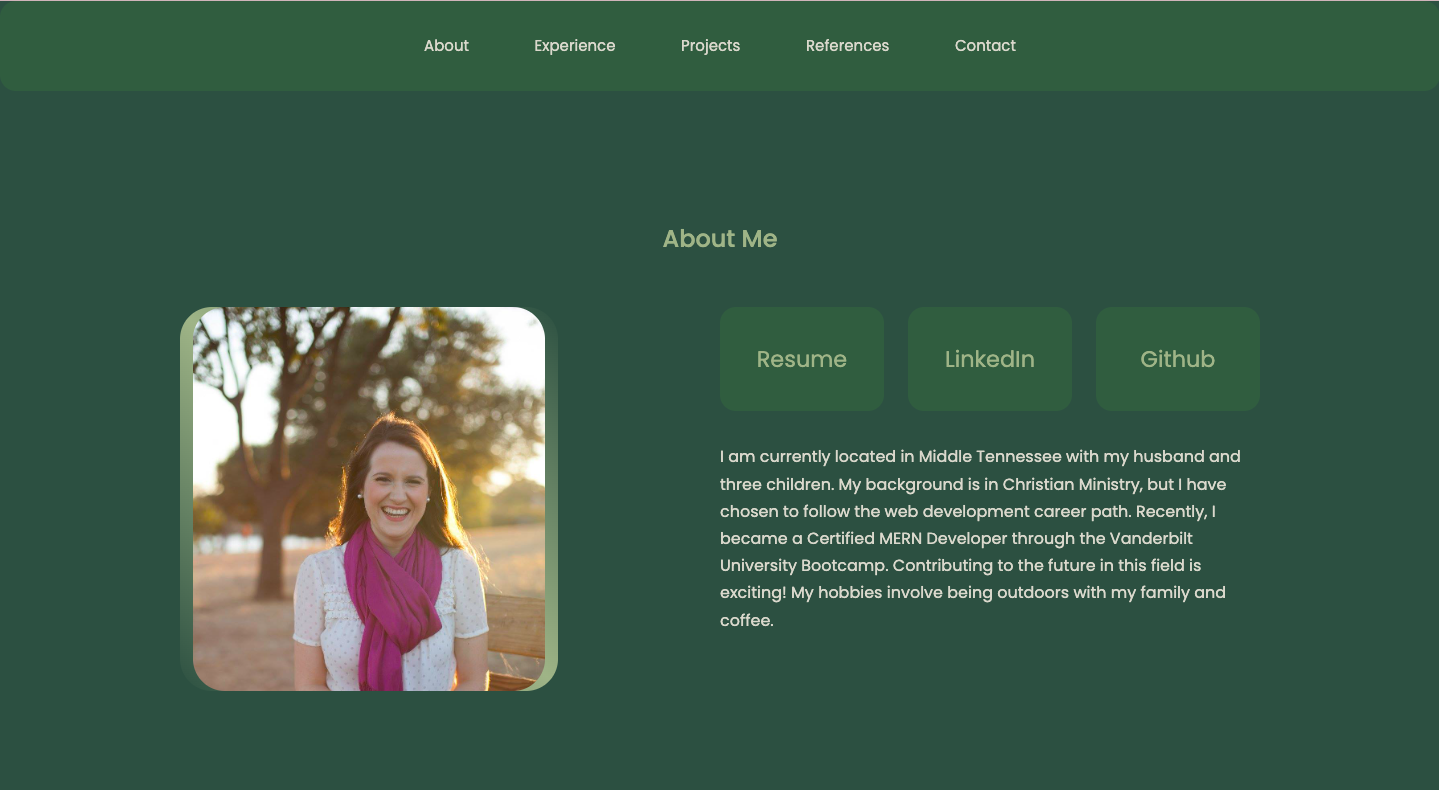 About Experience Projects References Contact
About Me
Resume LinkedIn Github
I am currently located in Middle Tennessee with my husband and
three children. My background is in Christian Ministry, but I have
chosen to follow the web development career path. Recently, I
became a Certified MERN Developer through the Vanderbilt
University Bootcamp. Contributing to the future in this field is
exciting! My hobbies involve being outdoors with my family and
coffee.